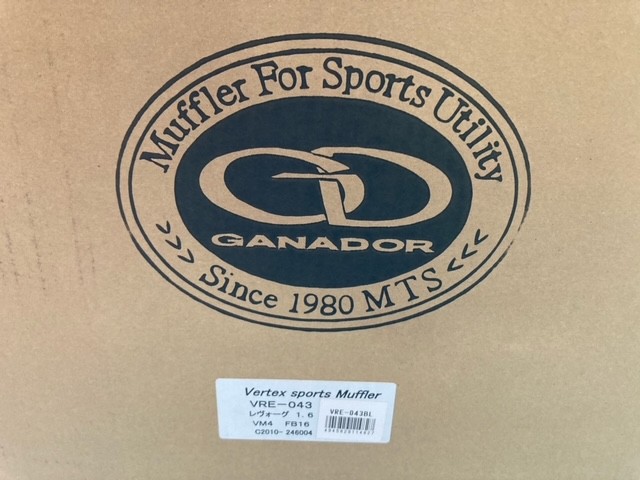 Muffler For Sports Utility
GANADOR
>>> Since 1980 MTS <<<
Vertex sports Muffler
VRE-043
レヴォーグ 1.6
VM4 FB16
G2010-246004
VRE-043BL